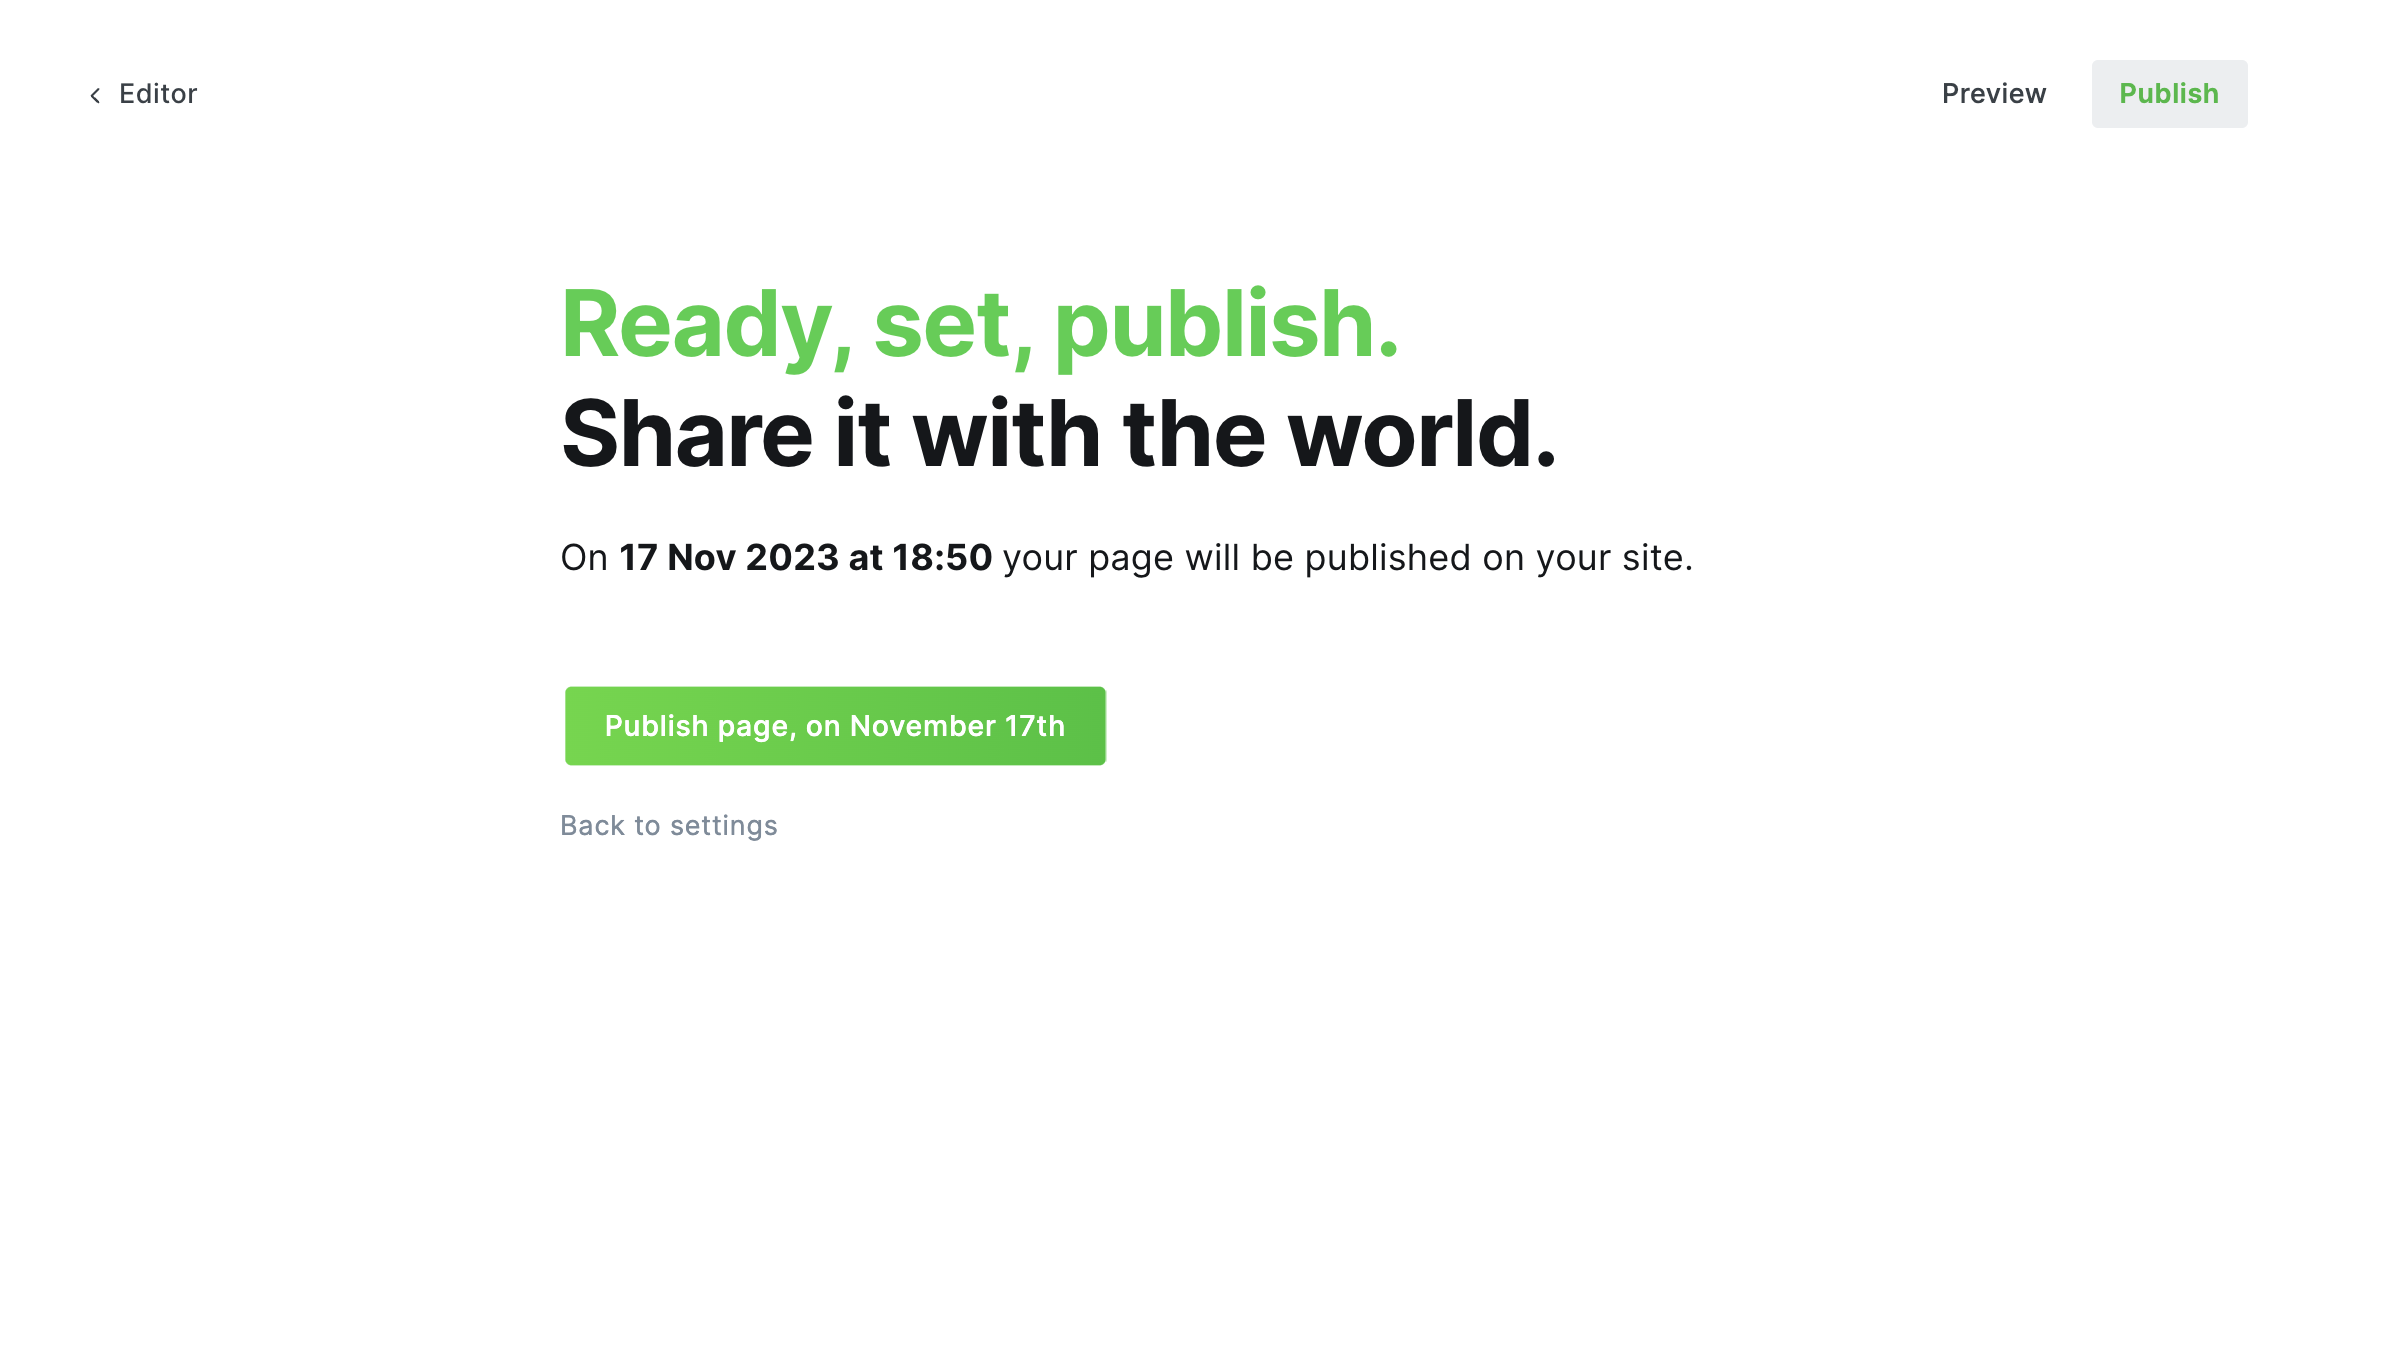 Editor
Preview
Publish
Ready, set, publish.
Share it with the world.
On 17 Nov 2023 at 18:50 your page will be published on your site.
Publish page, on November 17th
Back to settings